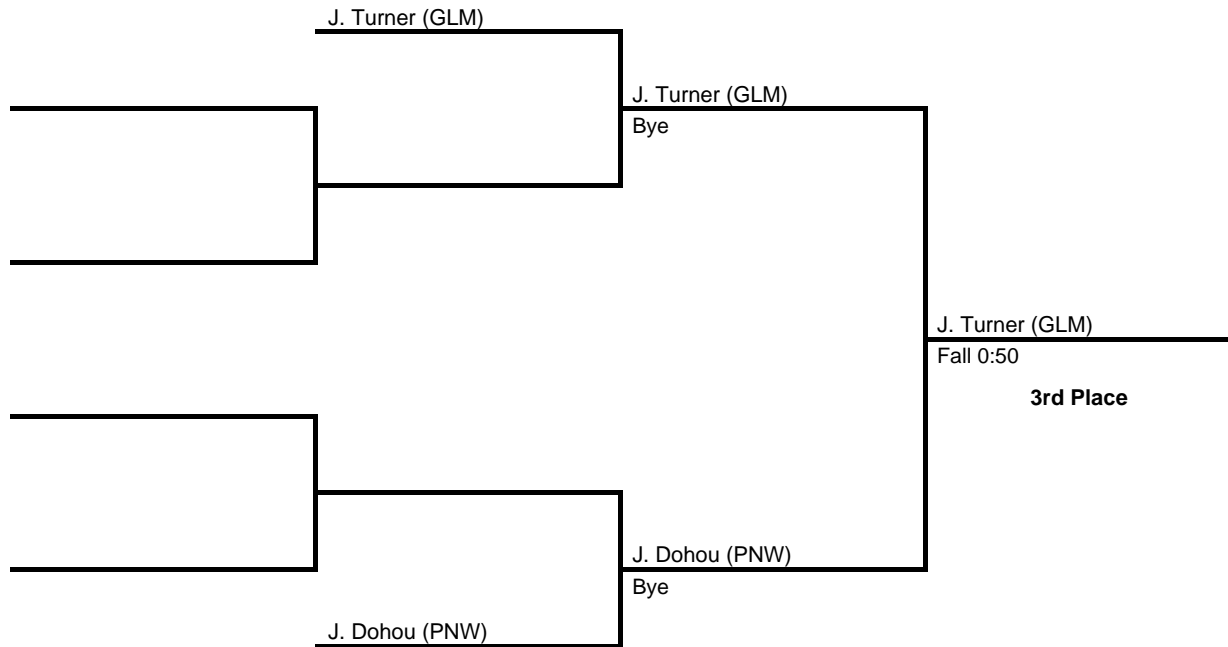 J. Turner (GLM)
J. Turner (GLM)
Bye
J. Turner (GLM)
Fall 0:50
3rd Place
J. Dohou (PNW)
Bye
J. Dohou (PNW)